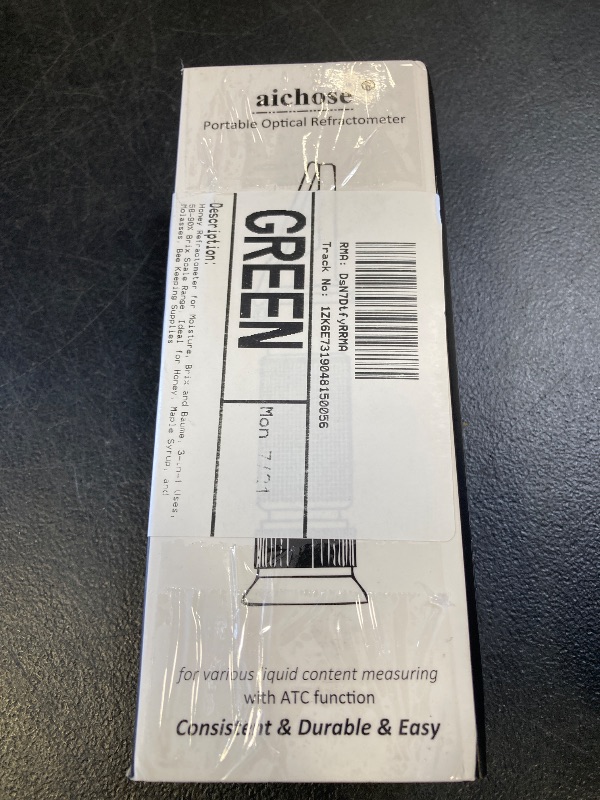 aichose®
Portable Optical Refractometer
RMA: DsN7DtfyRRMA
Track No: 1ZK6E7319048150056
GREEN
Mon 7/21
Description:
Honey Refractometer for Moisture, Brix and Baume, 3-in-1 Uses,
58-90% Brix Scale Range Ideal for Honey, Maple Syrup, and
Molasses, Bee Keeping Supplies
for various liquid content measuring
with ATC function
Consistent & Durable & Easy